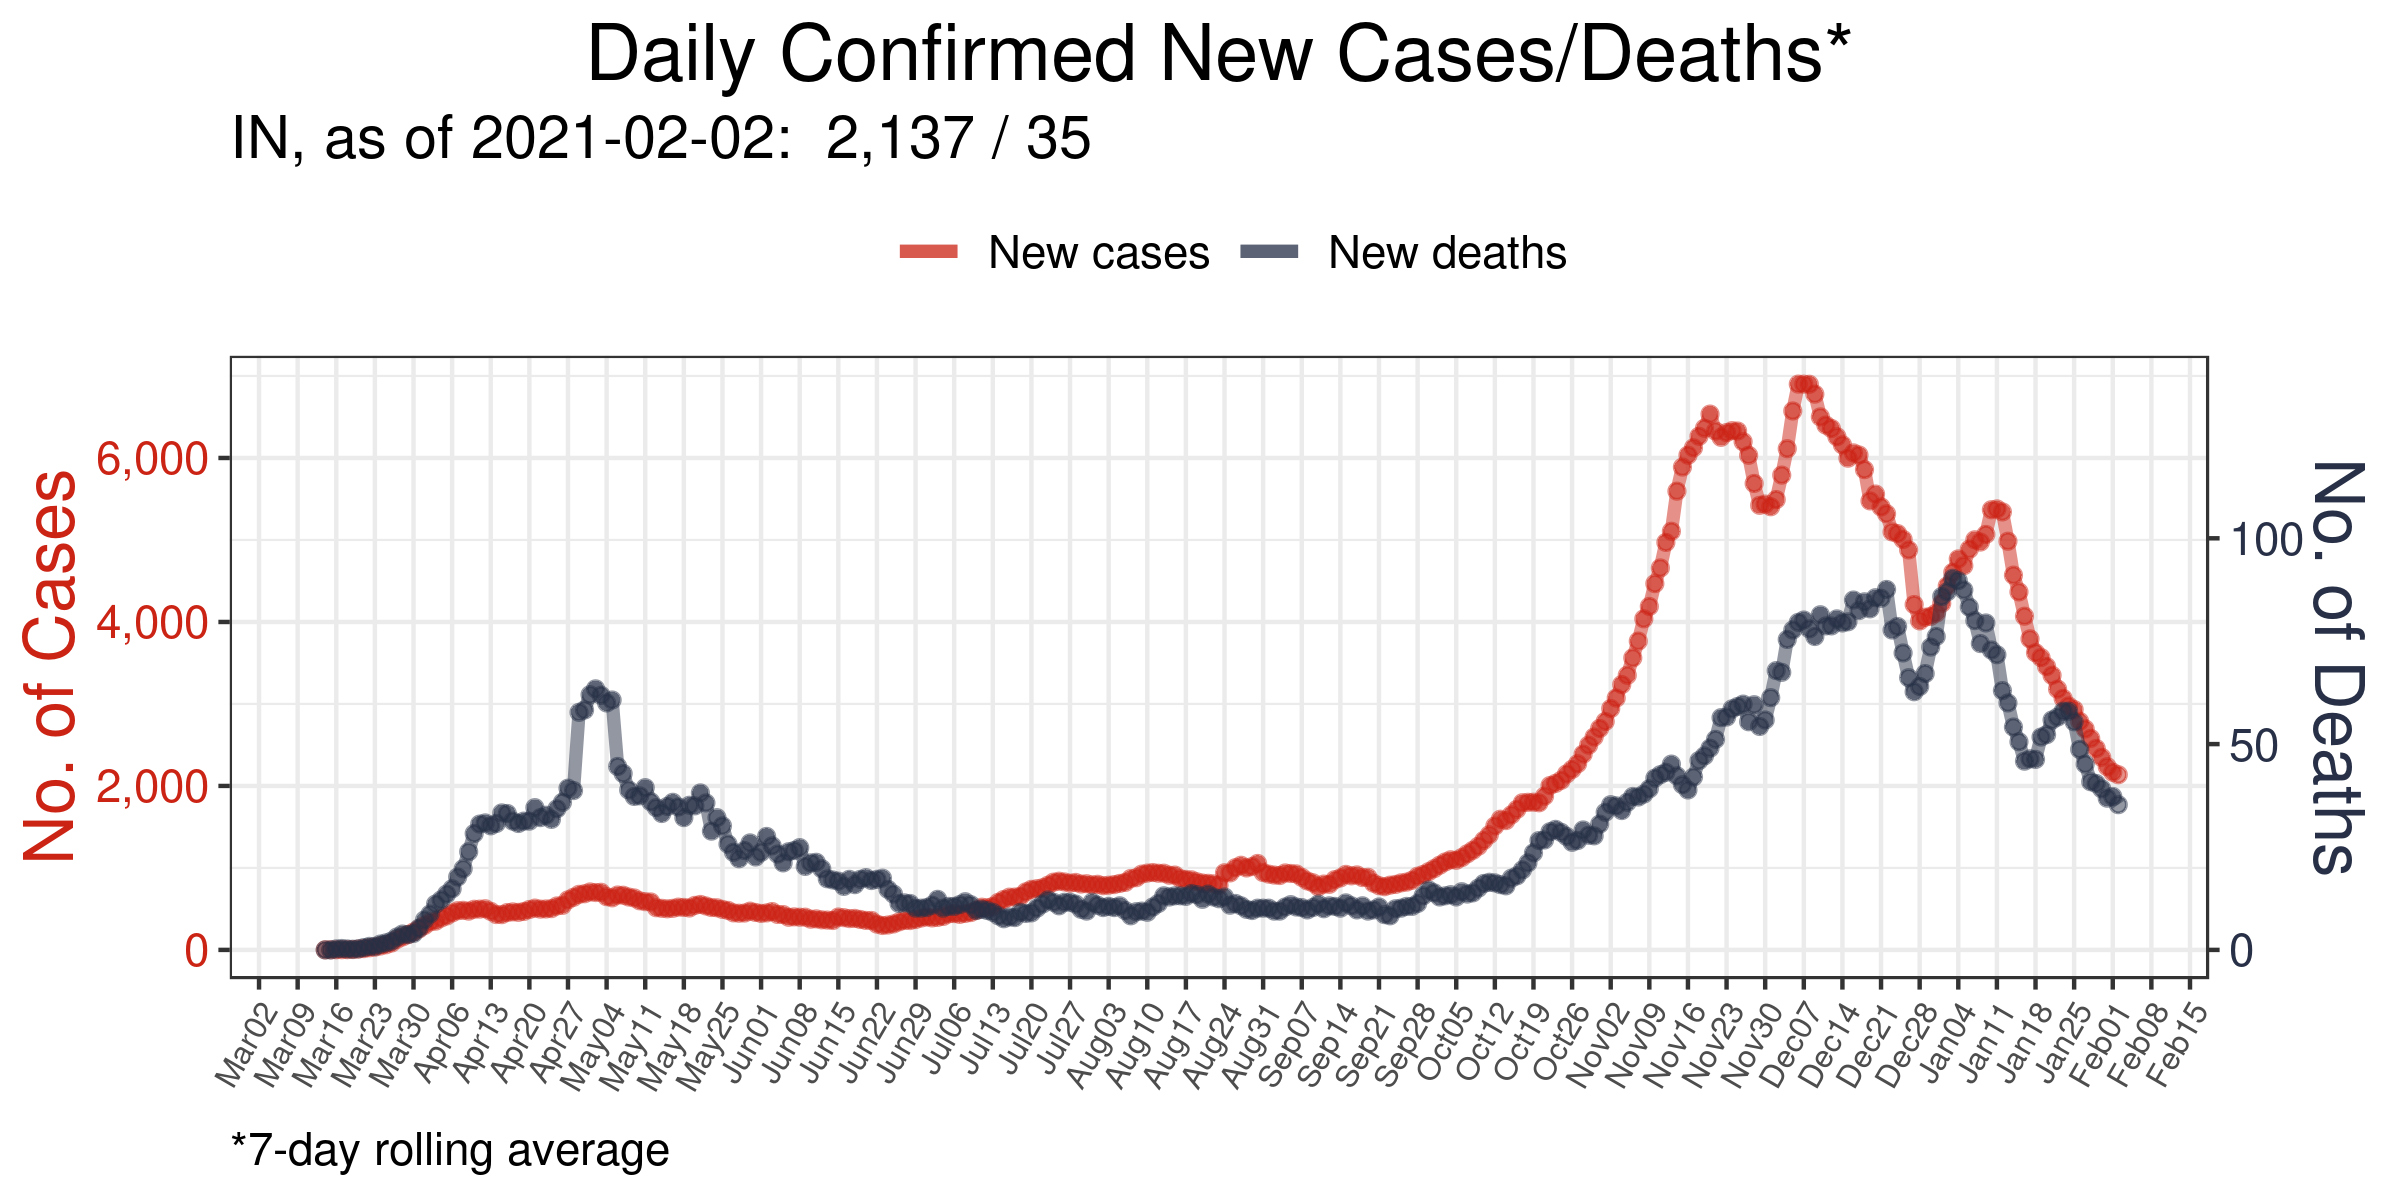 Daily Confirmed New Cases/Deaths*
IN, as of 2021-02-02:  2,137 / 35
New cases
New deaths
No. of Cases
6,000
4,000
2,000
0
100
50
0
No. of Deaths
Mar02
Mar09
Mar16
Mar23
Mar30
Apr06
Apr13
Apr20
Apr27
May04
May11
May18
May25
Jun01
Jun08
Jun15
Jun22
Jun29
Jul06
Jul13
Jul20
Jul27
Aug03
Aug10
Aug17
Aug24
Aug31
Sep07
Sep14
Sep21
Sep28
Oct05
Oct12
Oct19
Oct26
Nov02
Nov09
Nov16
Nov23
Nov30
Dec07
Dec14
Dec21
Dec28
Jan04
Jan11
Jan18
Jan25
Feb01
Feb08
Feb15
*7-day rolling average